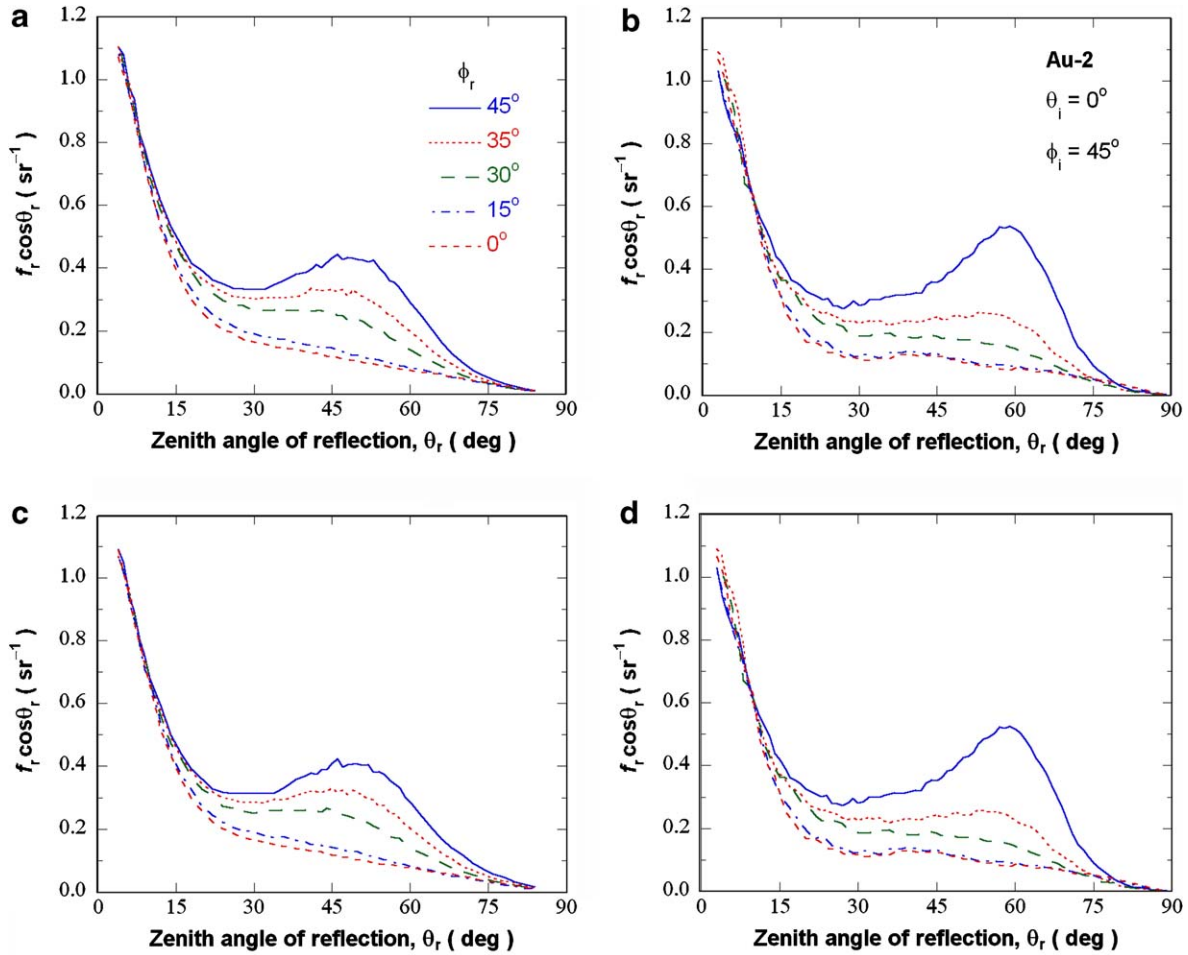 a
1.2
1.0
0.8
0.6
0.4
0.2
0.0
f_r cosθ_r ( sr⁻¹ )
ϕ_r
45°
35°
30°
15°
0°
0 15 30 45 60 75 90
Zenith angle of reflection, θ_r ( deg )
b
1.2
1.0
0.8
0.6
0.4
0.2
0.0
f_r cosθ_r ( sr⁻¹ )
Au-2
θ_i = 0°
ϕ_i = 45°
0 15 30 45 60 75 90
Zenith angle of reflection, θ_r ( deg )
c
1.2
1.0
0.8
0.6
0.4
0.2
0.0
f_r cosθ_r ( sr⁻¹ )
0 15 30 45 60 75 90
Zenith angle of reflection, θ_r ( deg )
d
1.2
1.0
0.8
0.6
0.4
0.2
0.0
f_r cosθ_r ( sr⁻¹ )
0 15 30 45 60 75 90
Zenith angle of reflection, θ_r ( deg )